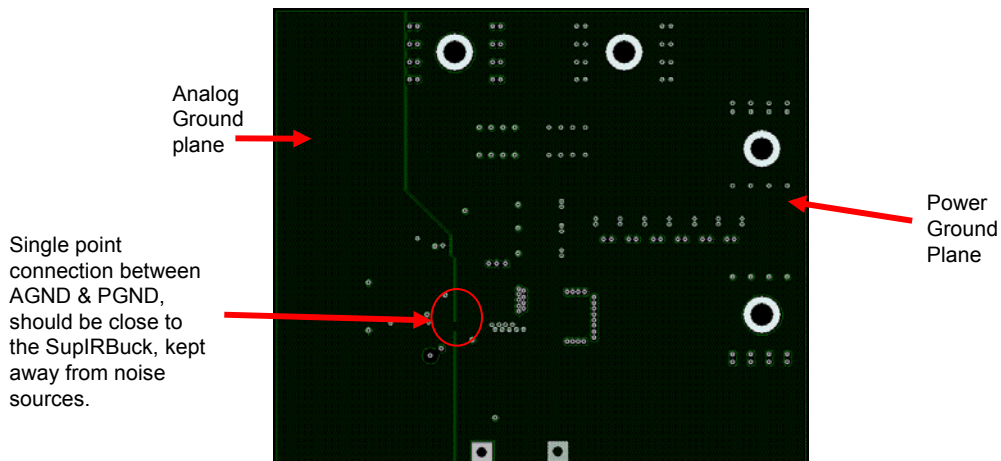 Analog
Ground
plane
Single point
connection between
AGND & PGND,
should be close to
the SupIRBuck, kept
away from noise
sources.
Power
Ground
Plane